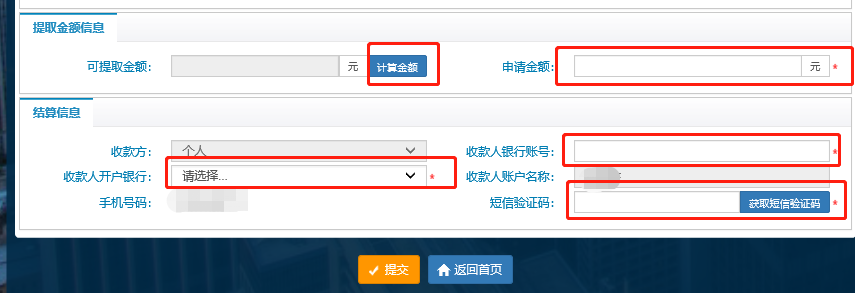 提取金额信息
可提取金额： 元 计算金额 申请金额： 元 *
结算信息
收款方： 个人 收款人银行账号： *
收款人开户银行： 请选择... * 收款人账户名称：
手机号码： 短信验证码： 获取短信验证码 *
提交 返回首页